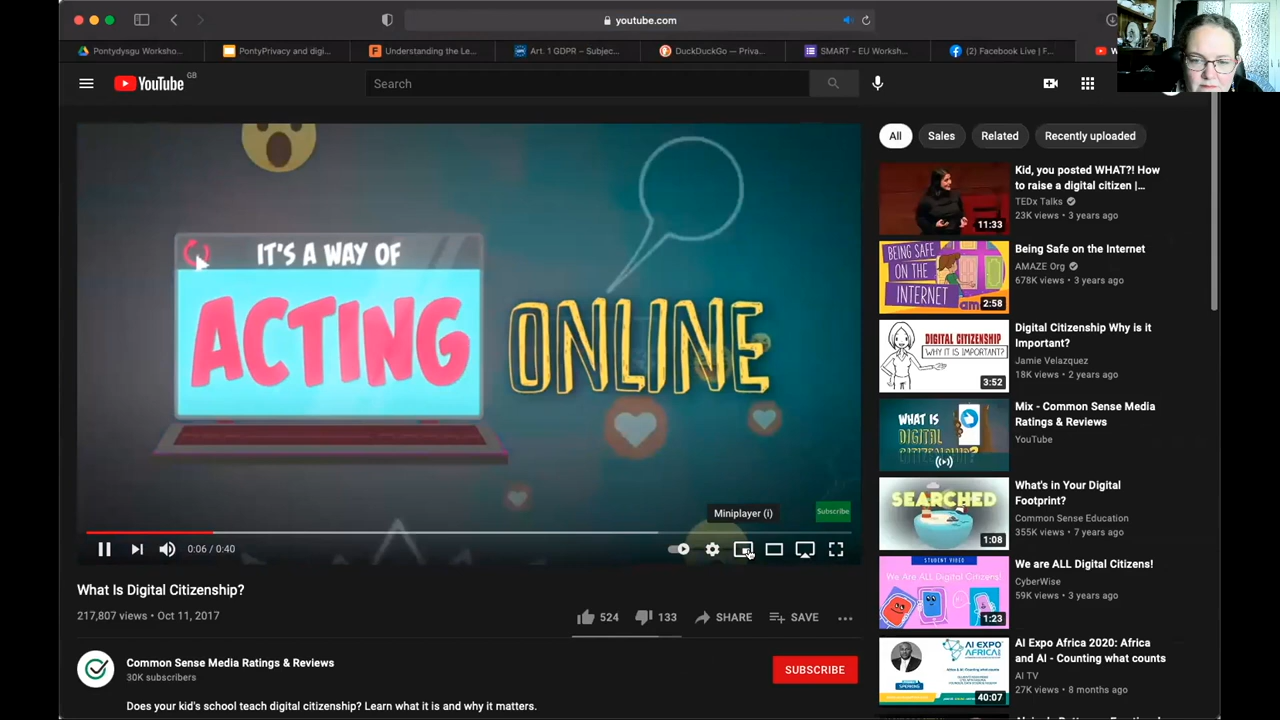 youtube.com
Pontydysgu Worksho...
PontyPrivacy and digi...
Understanding the Le...
Art. 1 GDPR – Subjec...
DuckDuckGo — Priva...
SMART - EU Worksh...
(2) Facebook Live | F...
YouTube GB
Search
IT'S A WAY OF
ACTING
ONLINE
Miniplayer (i)
Subscribe
0:06 / 0:40
What Is Digital Citizenship?
217,807 views • Oct 11, 2017
524
133
SHARE
SAVE
Common Sense Media Ratings & Reviews
30K subscribers
SUBSCRIBE
Does your kid's school teach digital citizenship? Learn what it is and why it matters.
All
Sales
Related
Recently uploaded
11:33
Kid, you posted WHAT?! How
to raise a digital citizen |...
TEDx Talks
23K views • 3 years ago
BEING SAFE
ON THE
INTERNET
am
2:58
Being Safe on the Internet
AMAZE Org
678K views • 3 years ago
DIGITAL CITIZENSHIP
WHY IT IS IMPORTANT?
3:52
Digital Citizenship Why is it
Important?
Jamie Velazquez
18K views • 2 years ago
WHAT IS
DIGITAL
CITIZENSHIP?
Mix - Common Sense Media
Ratings & Reviews
YouTube
SEARCHED
1:08
What's in Your Digital
Footprint?
Common Sense Education
355K views • 7 years ago
STUDENT VIDEO
We Are ALL Digital Citizens!
1:23
We are ALL Digital Citizens!
CyberWise
59K views • 3 years ago
AI EXPO
AFRICA
SPEAKING
40:07
AI Expo Africa 2020: Africa
and AI - Counting what counts
AI TV
27K views • 8 months ago